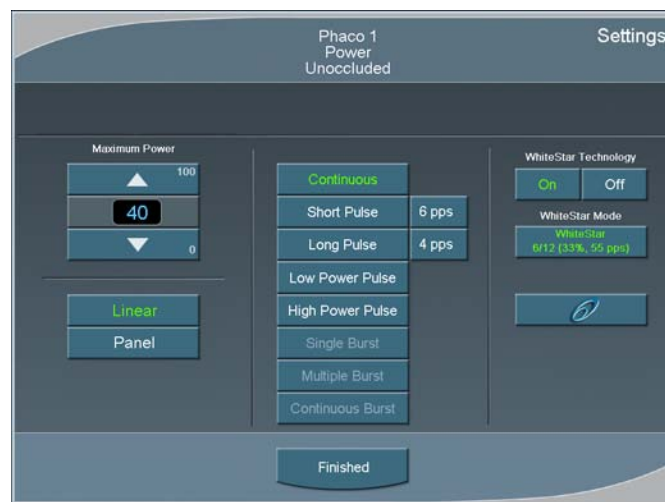 Phaco 1
Power
Unoccluded
Settings
Maximum Power
100
40
0
Linear
Panel
Continuous
Short Pulse 6 pps
Long Pulse 4 pps
Low Power Pulse
High Power Pulse
Single Burst
Multiple Burst
Continuous Burst
WhiteStar Technology
On Off
WhiteStar Mode
WhiteStar
6/12 (33%, 55 pps)
Finished